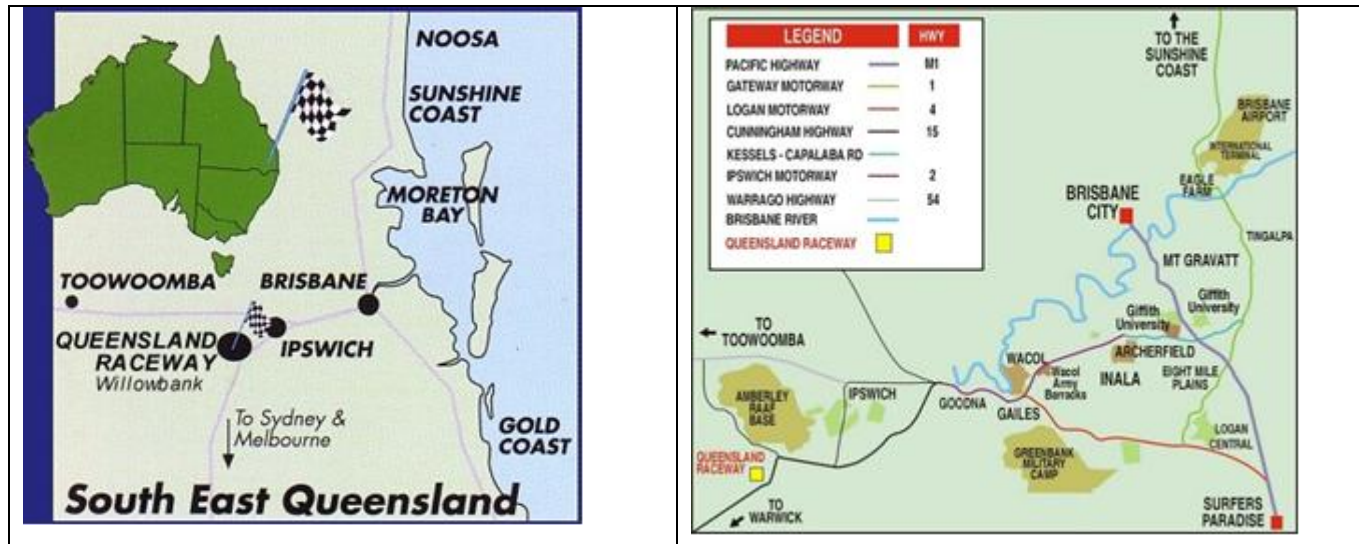 NOOSA
SUNSHINE
COAST
MORETON
BAY
TOOWOOMBA
BRISBANE
QUEENSLAND
RACEWAY
Willowbank
IPSWICH
To Sydney &
Melbourne
GOLD
COAST
South East Queensland
LEGEND HWY
PACIFIC HIGHWAY M1
GATEWAY MOTORWAY 1
LOGAN MOTORWAY 4
CUNNINGHAM HIGHWAY 15
KESSELS - CAPALABA RD
IPSWICH MOTORWAY 2
WARRAGO HIGHWAY 54
BRISBANE RIVER
QUEENSLAND RACEWAY
TO THE
SUNSHINE
COAST
BRISBANE
AIRPORT
INTERNATIONAL
TERMINAL
EAGLE
FARM
BRISBANE
CITY
TINGALPA
MT GRAVATT
Griffith
University
Griffith
University
TO
TOOWOOMBA
WACOL
ARCHERFIELD
Wacol
Army
Barracks
INALA
EIGHT MILE
PLAINS
AMBERLEY
RAAF
BASE
IPSWICH
GOODNA
GAILES
LOGAN
CENTRAL
QUEENSLAND
RACEWAY
GREENBANK
MILITARY
CAMP
TO
WARWICK
SURFERS
PARADISE